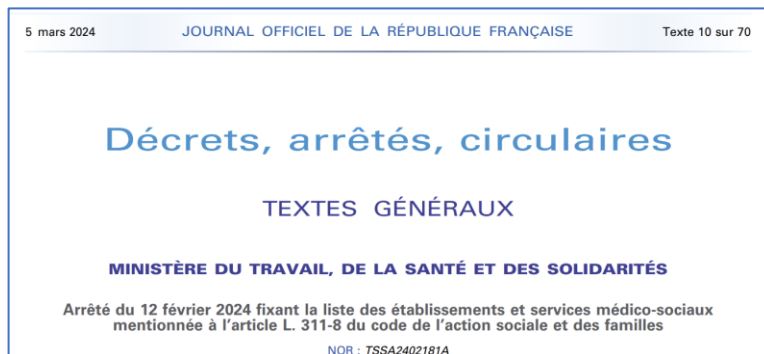 5 mars 2024 JOURNAL OFFICIEL DE LA RÉPUBLIQUE FRANÇAISE Texte 10 sur 70
Décrets, arrêtés, circulaires
TEXTES GÉNÉRAUX
MINISTÈRE DU TRAVAIL, DE LA SANTÉ ET DES SOLIDARITÉS
Arrêté du 12 février 2024 fixant la liste des établissements et services médico-sociaux
mentionnée à l’article L. 311-8 du code de l’action sociale et des familles
NOR : TSSA2402181A